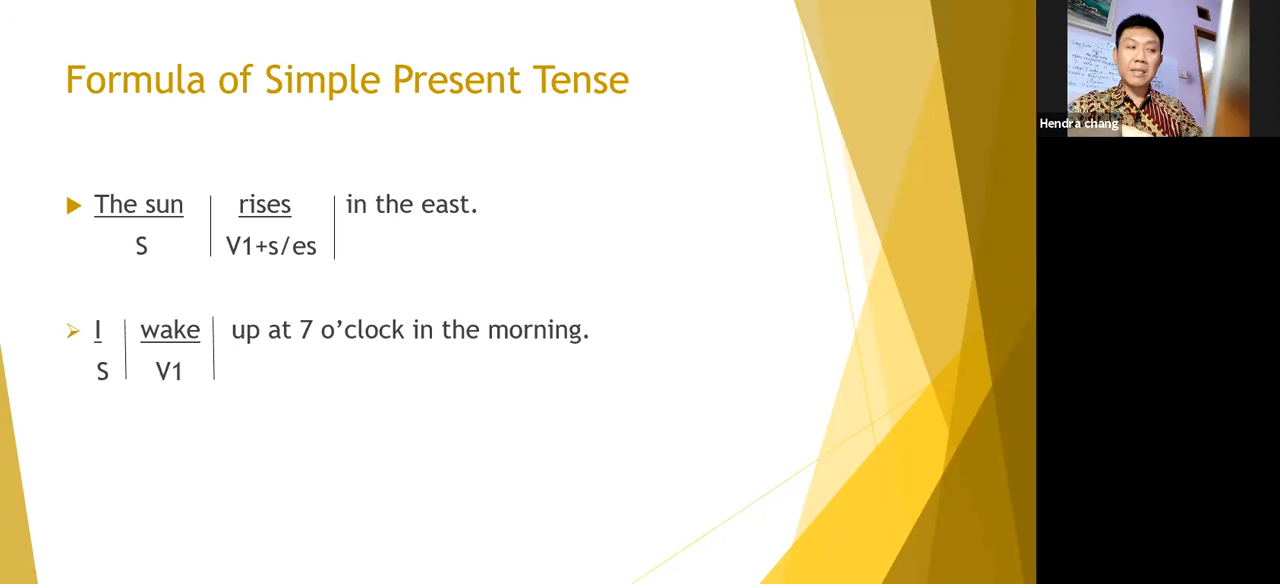 Formula of Simple Present Tense
The sun rises in the east.
S V1+s/es
I wake up at 7 o’clock in the morning.
S V1
Hendra chang